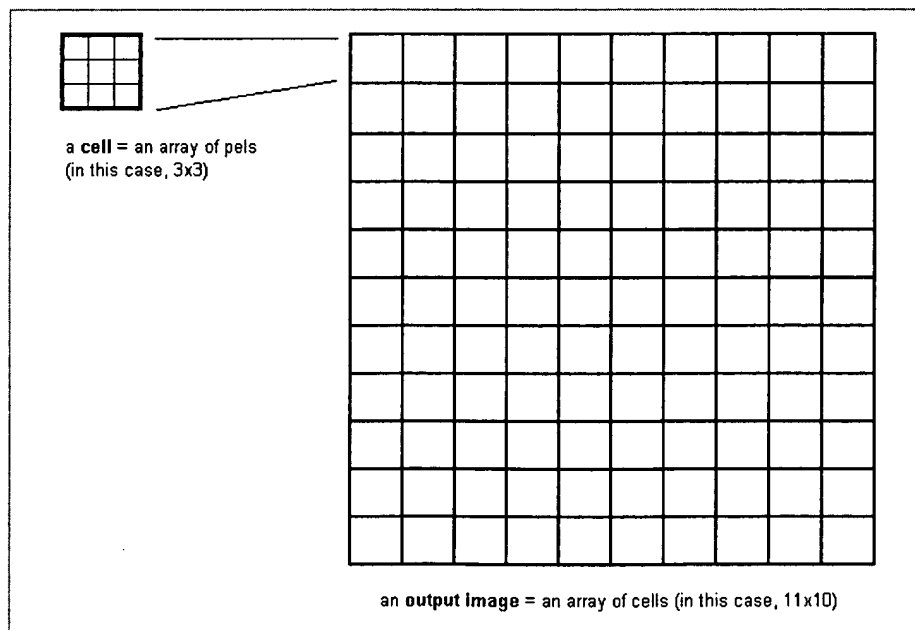 a cell = an array of pels
(in this case, 3x3)
an output image = an array of cells (in this case, 11x10)